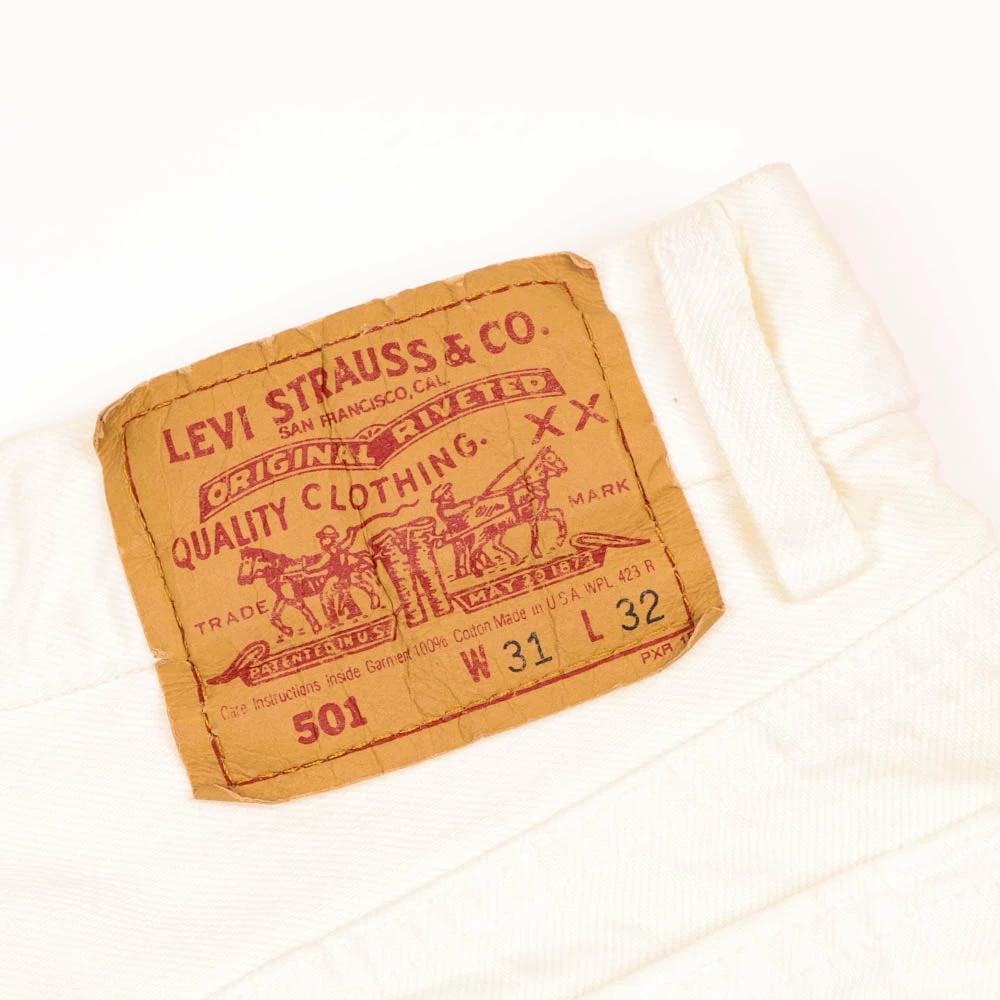 LEVI STRAUSS & CO.
SAN FRANCISCO, CAL.
ORIGINAL RIVETED
QUALITY CLOTHING. XX
TRADE MARK
PATENTED IN U.S. MAY 20 1873
Care Instructions Inside Garment 100% Cotton Made in U.S.A. WPL 423 R
501 W 31 L 32
PXR